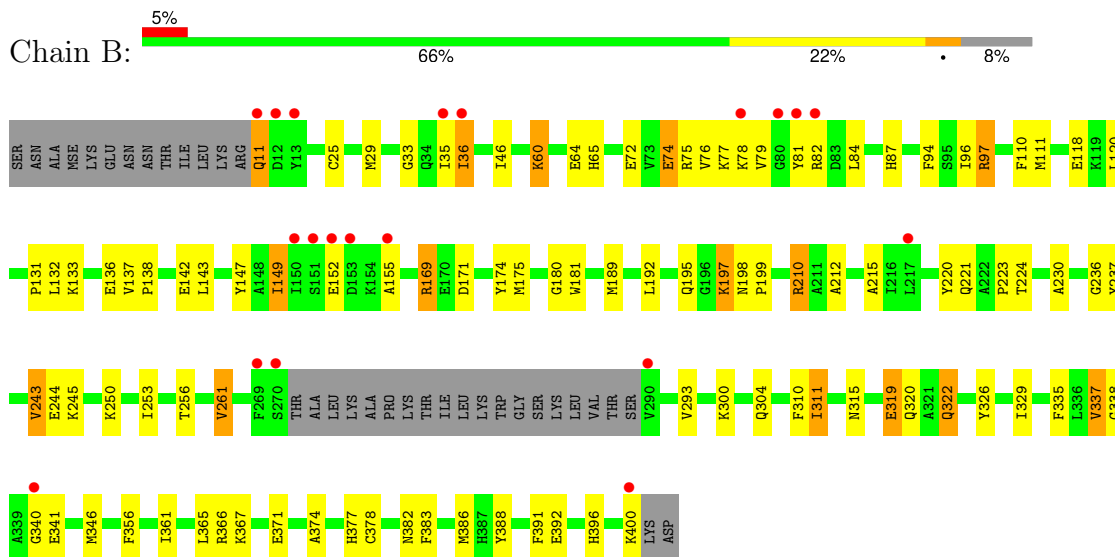 5%
Chain B:
66% 22% • 8%
SER ASN ALA MSE LYS GLU ASN ASN THR ILE LEU LYS ARG Q11 D12 Y13 C25 M29 G33 Q34 I35 I36 I46 K60 E64 H65 E72 V73 E74 R75 V76 K77 K78 V79 G80 Y81 R82 D83 L84 H87 F94 S95 I96 R97 F110 M111 E118 K119 L120
P131 L132 K133 E136 V137 P138 E142 L143 Y147 A148 I149 I150 S151 E152 D153 K154 A155 R169 E170 D171 Y174 M175 G180 W181 M189 L192 Q195 G196 K197 N198 P199 R210 A211 A212 A215 I216 L217 Y220 Q221 A222 P223 T224 A230 G236 Y237
V243 E244 K245 K250 I253 T256 V261 F269 S270 THR ALA LEU LYS ALA PRO LYS THR ILE LEU LYS TRP GLY SER LYS LEU VAL THR SER V290 V293 K300 Q304 F310 I311 N315 E319 Q320 A321 Q322 Y326 I329 F335 L336 V337 G338
A339 G340 E341 M346 F356 I361 L365 R366 K367 E371 A374 H377 C378 N382 F383 M386 H387 Y388 F391 E392 H396 K400 LYS ASP